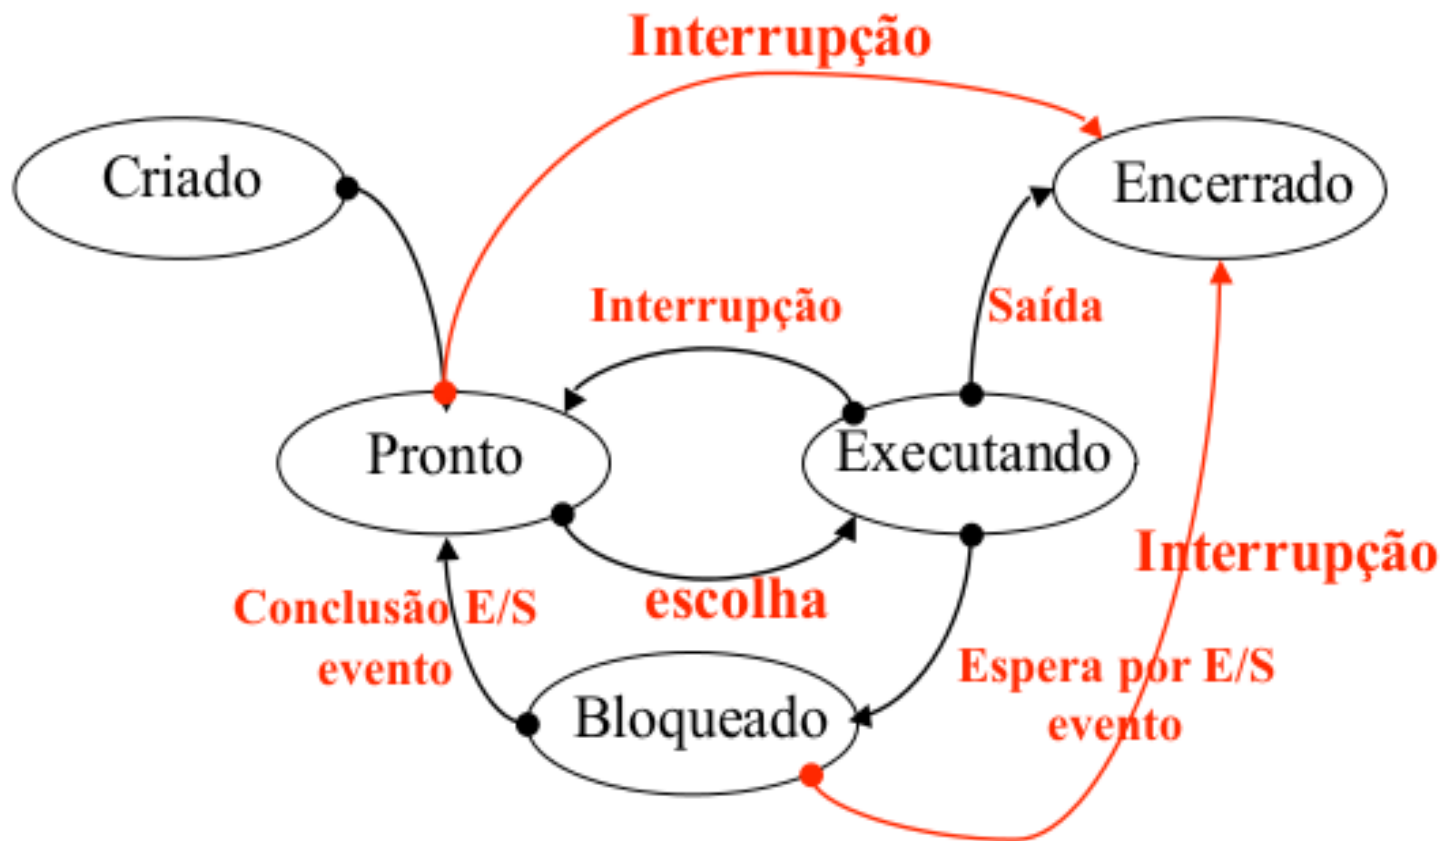 Interrupção
Criado
Encerrado
Interrupção
Saída
Pronto
Executando
Interrupção
escolha
Conclusão E/S
evento
Espera por E/S
evento
Bloqueado